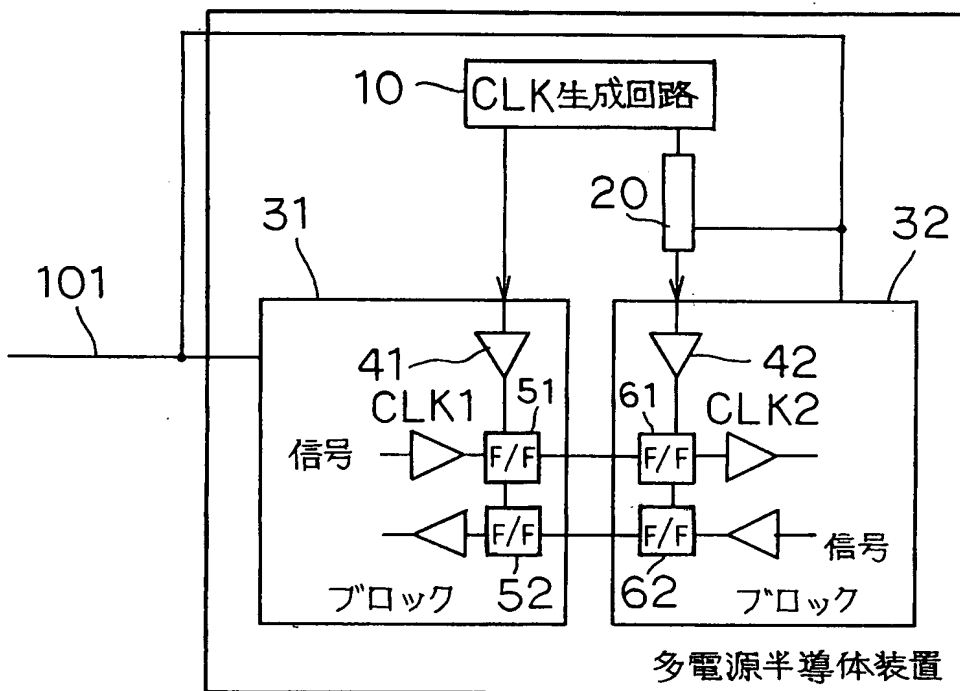 10
CLK生成回路
20
31
32
101
41
42
CLK1
51
61
CLK2
信号
F/F
F/F
F/F
F/F
信号
ブロック
52
62
ブロック
多電源半導体装置